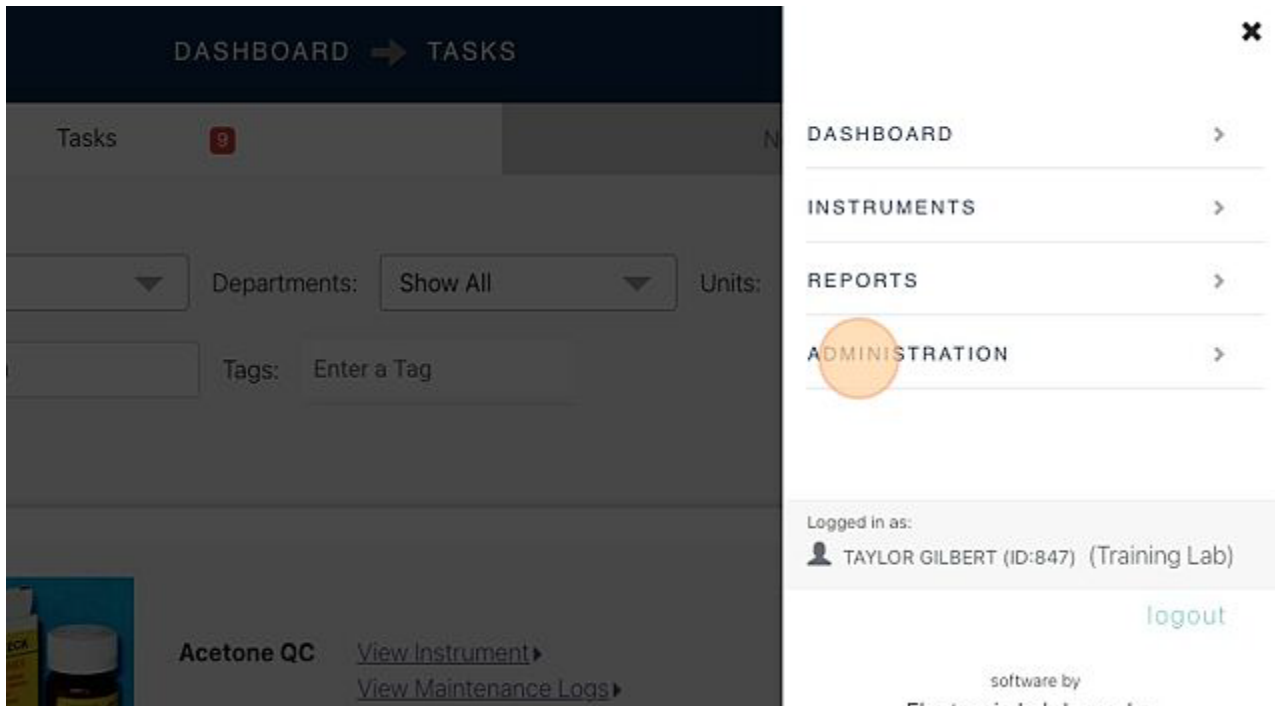 DASHBOARD TASKS
Tasks 9
Departments: Show All Units:
Tags: Enter a Tag
Acetone QC View Instrument
View Maintenance Logs
DASHBOARD
INSTRUMENTS
REPORTS
ADMINISTRATION
Logged in as:
TAYLOR GILBERT (ID:847) (Training Lab)
logout
software by